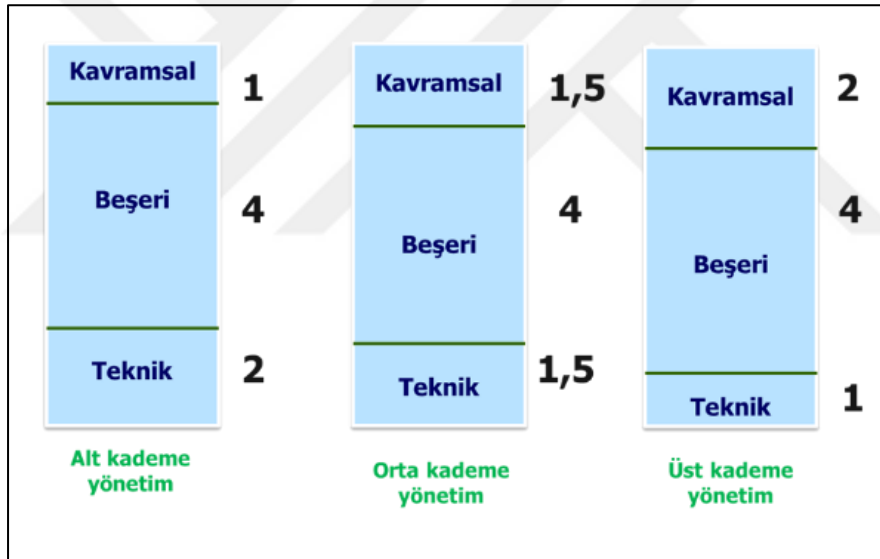 Kavramsal 1
Beşeri 4
Teknik 2
Alt kademe
yönetim
Kavramsal 1,5
Beşeri 4
Teknik 1,5
Orta kademe
yönetim
Kavramsal 2
Beşeri 4
Teknik 1
Üst kademe
yönetim